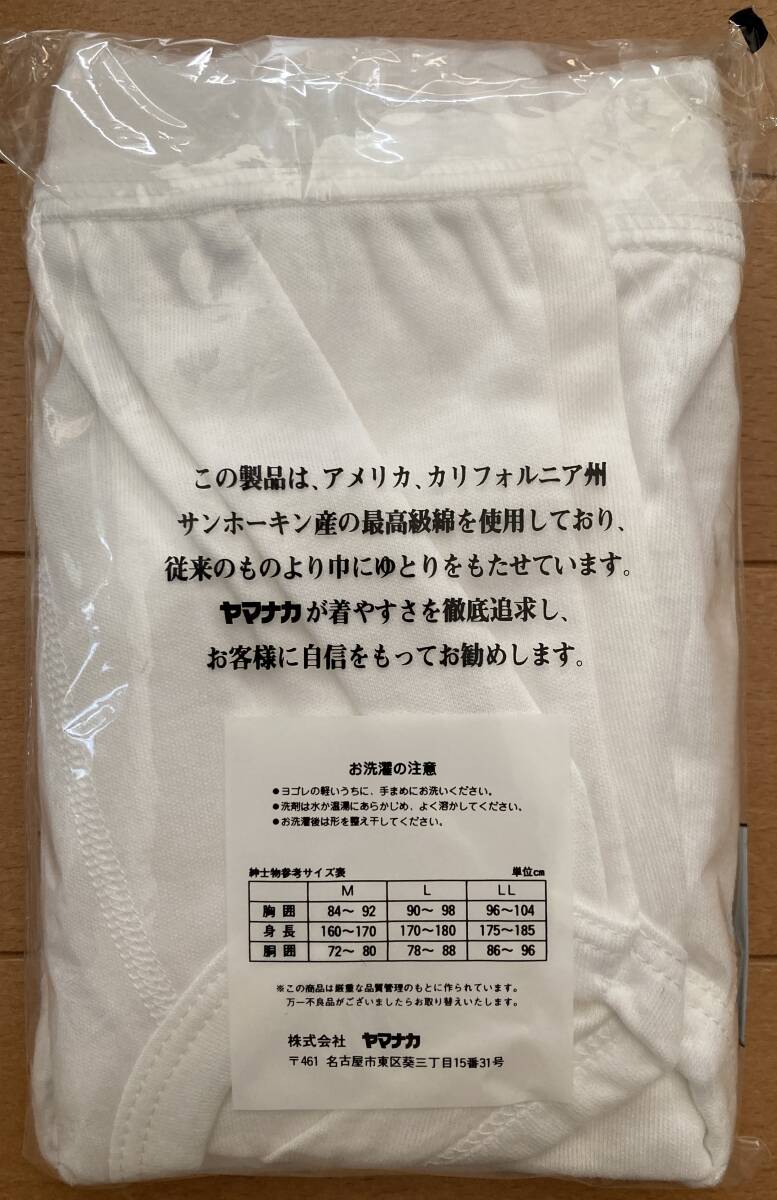 この製品は、アメリカ、カリフォルニア州
サンホーキン産の最高級綿を使用しており、
従来のものより巾にゆとりをもたせています。
ヤマナカが着やすさを徹底追求し、
お客様に自信をもってお勧めします。
お洗濯の注意
●ヨゴレの軽いうちに、手まめにお洗いください。
●洗剤は水か温湯にあらかじめ、よく溶かしてください。
●お洗濯後は形を整え干してください。
紳士物参考サイズ表 単位cm
M L LL
胸囲 84～92 90～98 96～104
身長 160～170 170～180 175～185
胴囲 72～80 78～88 86～96
※この商品は厳重な品質管理のもとに作られています。
万一不良品がございましたらお取り替えいたします。
株式会社 ヤマナカ
〒461 名古屋市東区葵三丁目15番31号